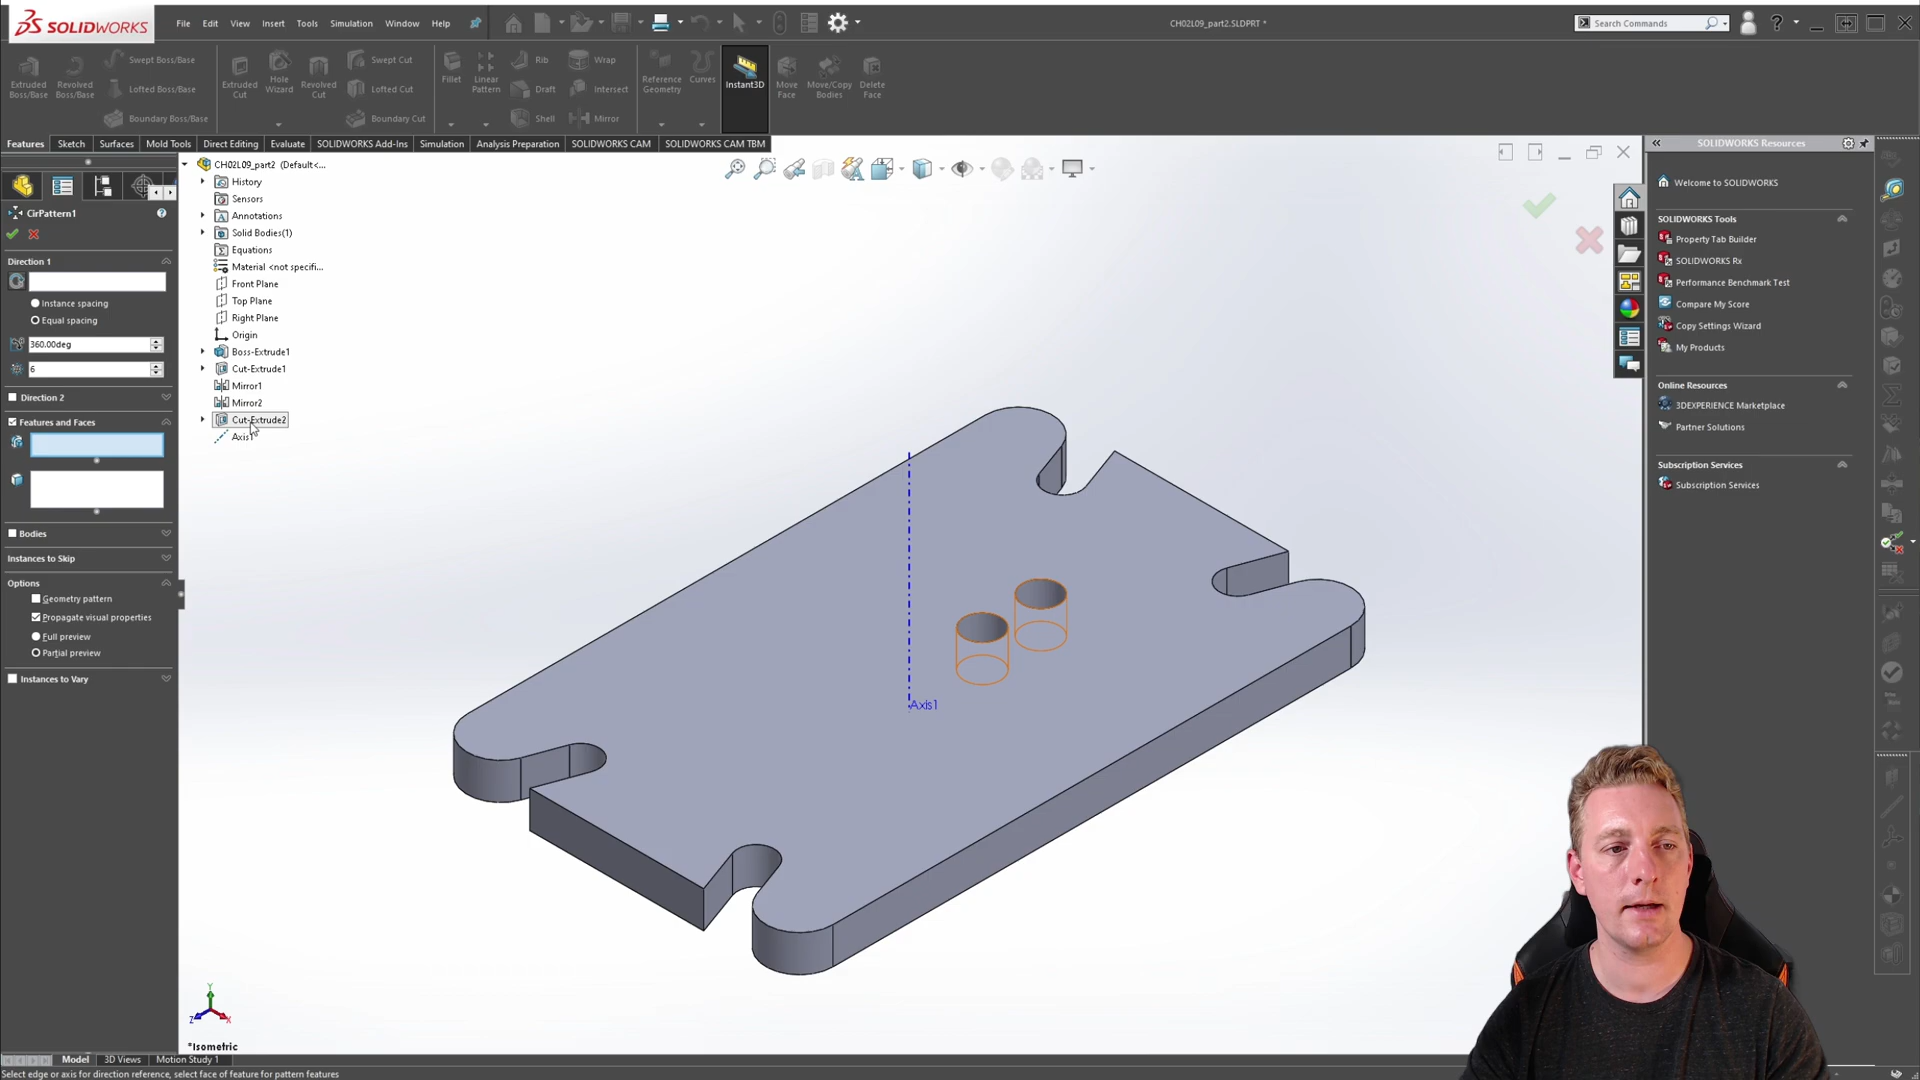 SOLIDWORKS
File Edit View Insert Tools Simulation Window Help
CH02L09_part2.SLDPRT *
Search Commands
Extruded Boss/Base
Revolved Boss/Base
Swept Boss/Base
Lofted Boss/Base
Boundary Boss/Base
Extruded Cut
Hole Wizard
Revolved Cut
Swept Cut
Lofted Cut
Boundary Cut
Fillet
Linear Pattern
Rib
Draft
Shell
Wrap
Intersect
Mirror
Reference Geometry
Curves
Instant3D
Move Face
Move/Copy Bodies
Delete Face
Features Sketch Surfaces Mold Tools Direct Editing Evaluate SOLIDWORKS Add-Ins Simulation Analysis Preparation SOLIDWORKS CAM SOLIDWORKS CAM TBM
CirPattern1
Direction 1
Instance spacing
Equal spacing
360.00deg
6
Direction 2
Features and Faces
Bodies
Instances to Skip
Options
Geometry pattern
Propagate visual properties
Full preview
Partial preview
Instances to Vary
CH02L09_part2 (Default<...
History
Sensors
Annotations
Solid Bodies(1)
Equations
Material <not specifi...
Front Plane
Top Plane
Right Plane
Origin
Boss-Extrude1
Cut-Extrude1
Mirror1
Mirror2
Cut-Extrude2
Axis1
Axis1
Y
Z
X
*Isometric
SOLIDWORKS Resources
Welcome to SOLIDWORKS
SOLIDWORKS Tools
Property Tab Builder
SOLIDWORKS Rx
Performance Benchmark Test
Compare My Score
Copy Settings Wizard
My Products
Online Resources
3DEXPERIENCE Marketplace
Partner Solutions
Subscription Services
Subscription Services
Model 3D Views Motion Study 1
Select edge or axis for direction reference, select face of feature for pattern features